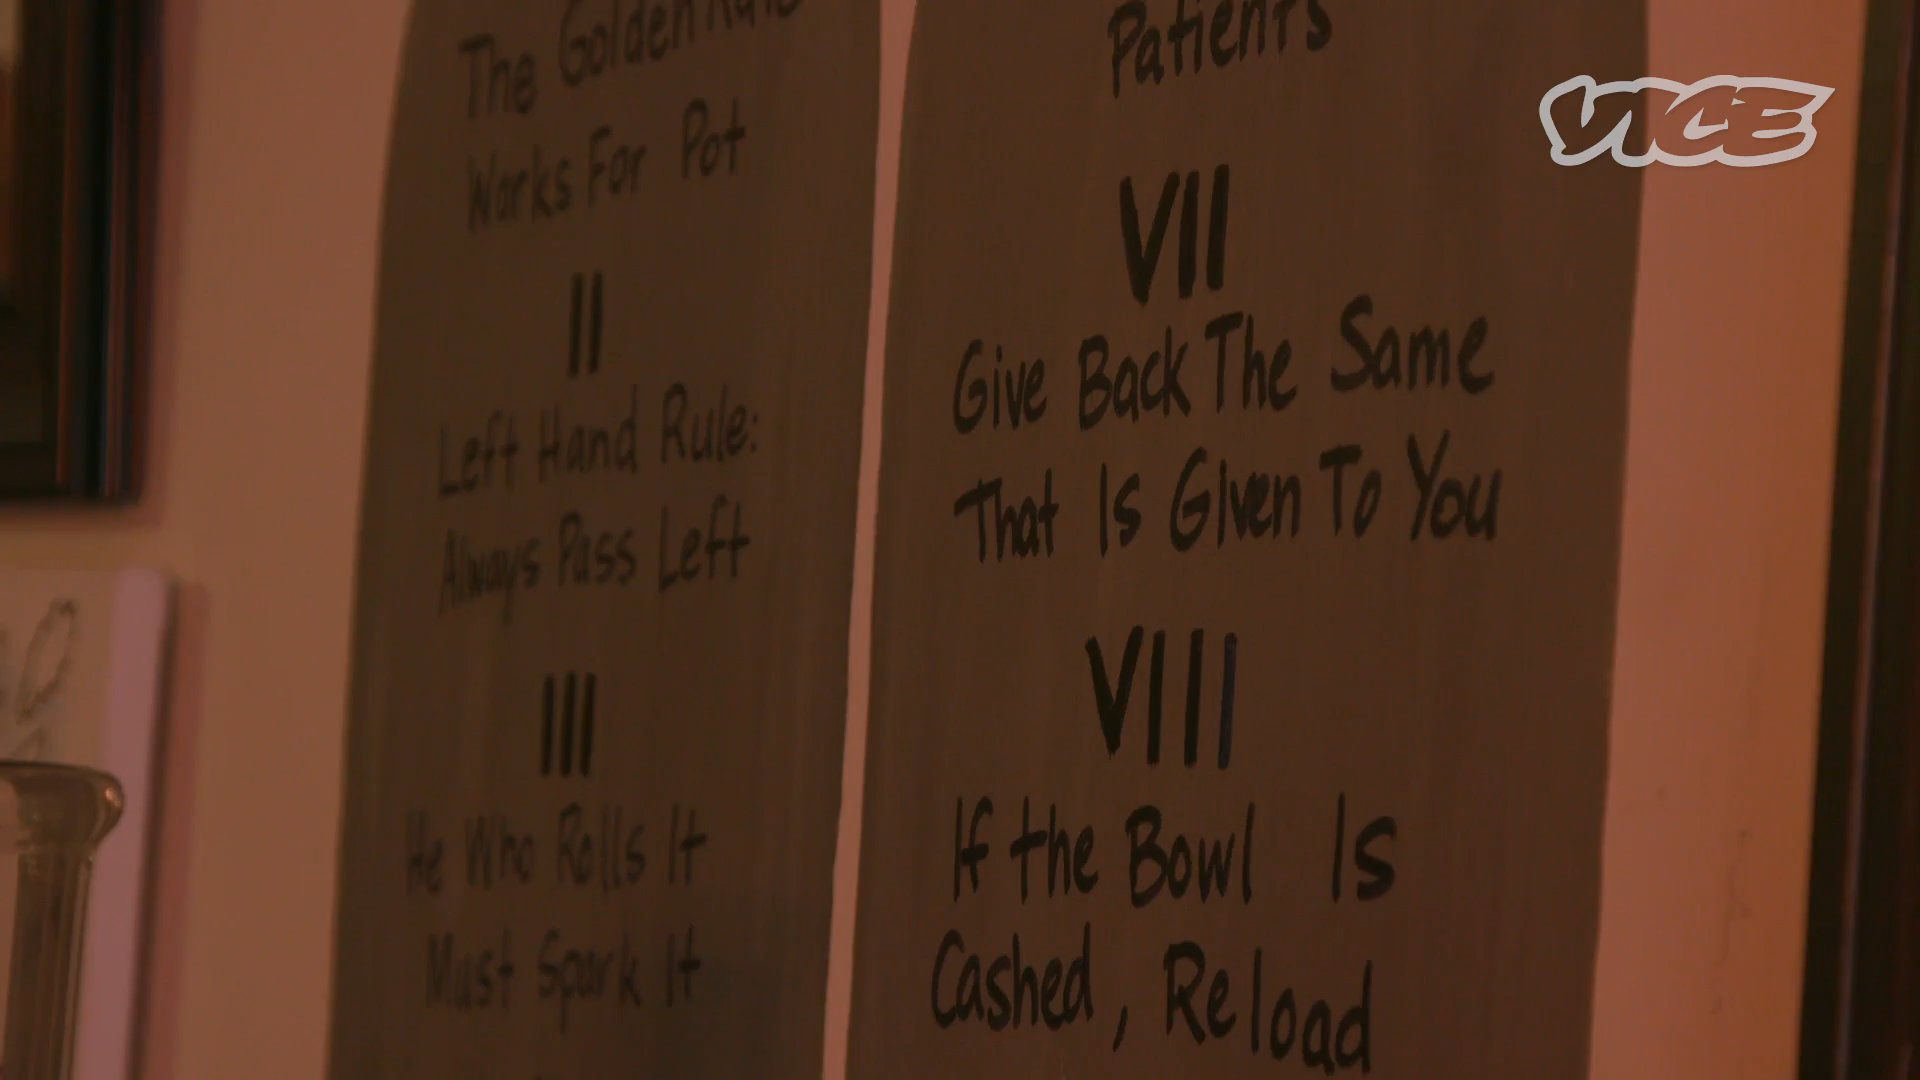 The Golden Rule
Works For Pot
II
Left Hand Rule:
Always Pass Left
III
He Who Rolls It
Must Spark It
Patients
VII
Give Back The Same
That Is Given To You
VIII
If the Bowl Is
Cashed, Reload
VICE